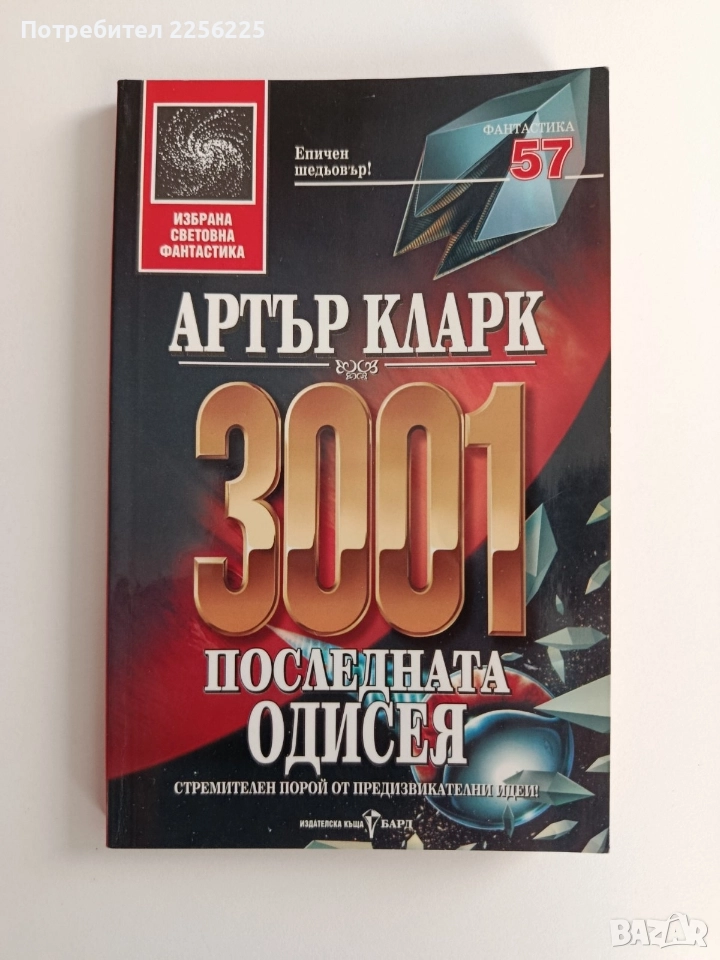 Потребител 2256225
ФАНТАСТИКА
57
Епичен
шедьовър!
ИЗБРАНА
СВЕТОВНА
ФАНТАСТИКА
АРТЪР КЛАРК
3001
ПОСЛЕДНАТА
ОДИСЕЯ
СТРЕМИТЕЛЕН ПОРОЙ ОТ ПРЕДИЗВИКАТЕЛНИ ИДЕИ!
ИЗДАТЕЛСКА КЪЩА БАРД
BAZAR